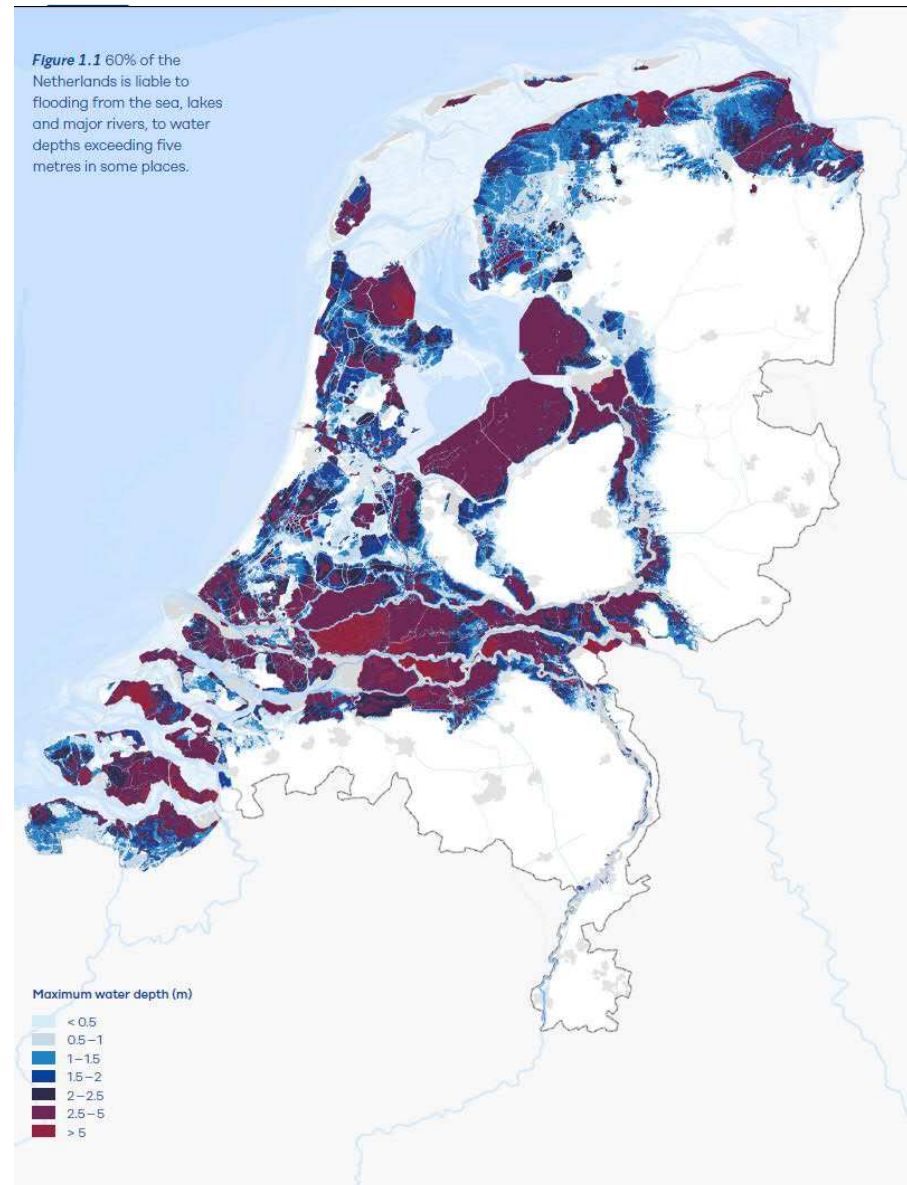 Figure 1.1 60% of the
Netherlands is liable to
flooding from the sea, lakes
and major rivers, to water
depths exceeding five
metres in some places.
Maximum water depth (m)
< 0.5
0.5–1
1–1.5
1.5–2
2–2.5
2.5–5
> 5